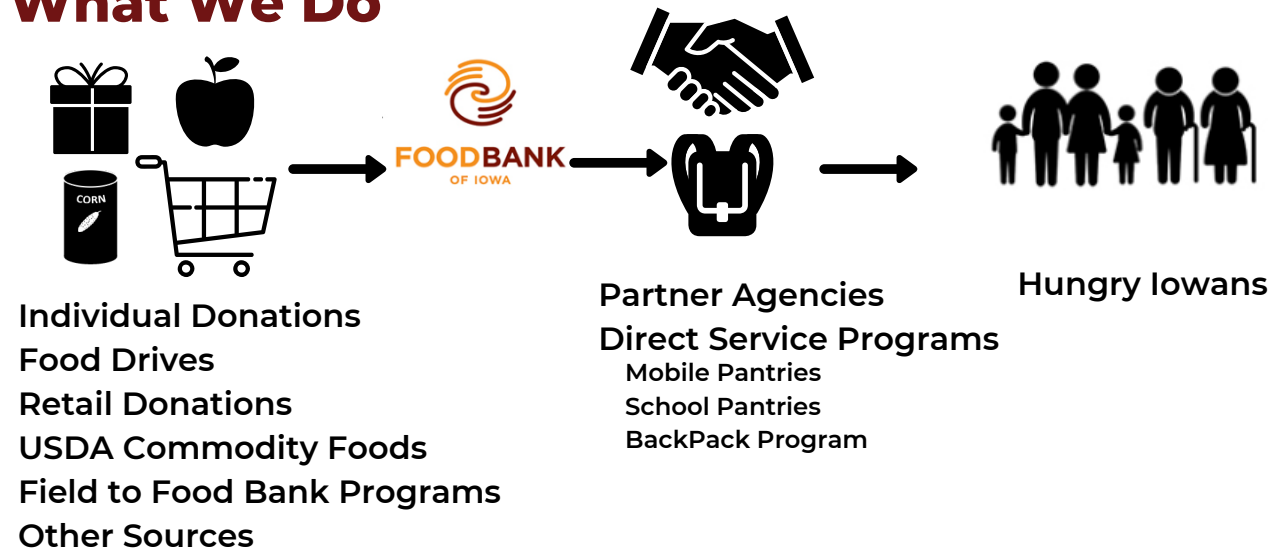 What We Do
CORN
FOODBANK
OF IOWA
Individual Donations
Food Drives
Retail Donations
USDA Commodity Foods
Field to Food Bank Programs
Other Sources
Partner Agencies
Direct Service Programs
Mobile Pantries
School Pantries
BackPack Program
Hungry Iowans